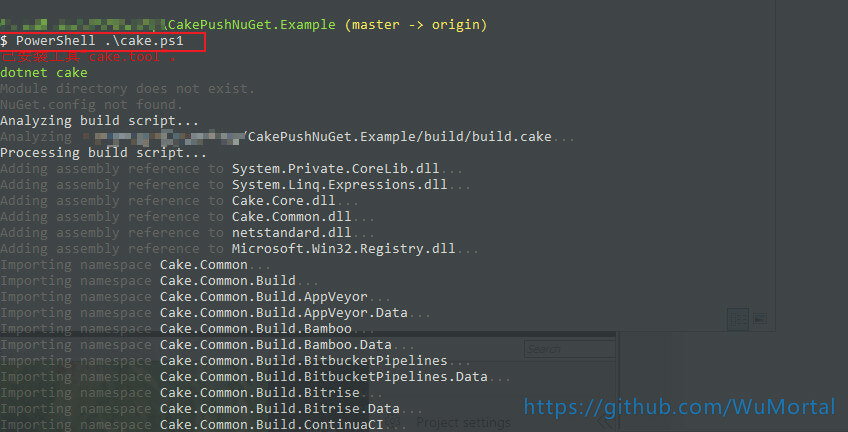 \CakePushNuGet.Example (master -> origin)
$ PowerShell .\cake.ps1
已安装工具"cake.tool".
dotnet cake
Module directory does not exist.
NuGet.config not found.
Analyzing build script...
Analyzing /CakePushNuGet.Example/build/build.cake...
Processing build script...
Adding assembly reference to System.Private.CoreLib.dll...
Adding assembly reference to System.Linq.Expressions.dll...
Adding assembly reference to Cake.Core.dll...
Adding assembly reference to Cake.Common.dll...
Adding assembly reference to netstandard.dll...
Adding assembly reference to Microsoft.Win32.Registry.dll...
Importing namespace Cake.Common...
Importing namespace Cake.Common.Build...
Importing namespace Cake.Common.Build.AppVeyor...
Importing namespace Cake.Common.Build.AppVeyor.Data...
Importing namespace Cake.Common.Build.Bamboo...
Importing namespace Cake.Common.Build.Bamboo.Data...
Search
Importing namespace Cake.Common.Build.BitbucketPipelines...
Importing namespace Cake.Common.Build.BitbucketPipelines.Data...
Importing namespace Cake.Common.Build.Bitrise...
Importing namespace Cake.Common.Build.Bitrise.Data...
https://github.com/WuMortal
Importing namespace Cake.Common.Build.ContinuaCI...
Project settings